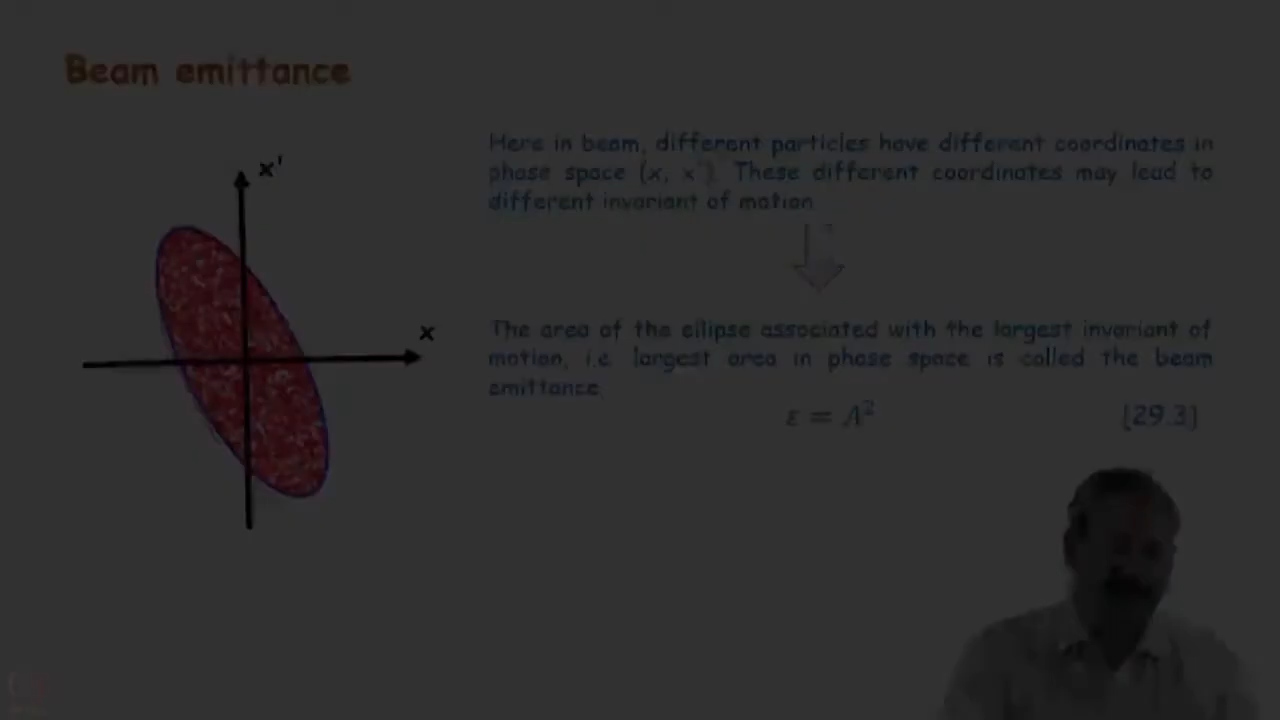 Beam emittance
x'
x
Here in beam, different particles have different coordinates in
phase space (x, x'). These different coordinates may lead to
different invariant of motion
The area of the ellipse associated with the largest invariant of
motion, i.e. largest area in phase space is called the beam
emittance.
ε = Λ² [29.3]